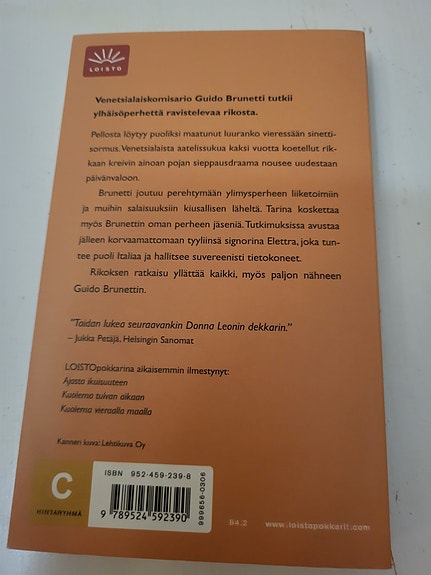 LOISTO
Venetsialaiskomisario Guido Brunetti tutkii
ylhäisöperhettä ravistelevaa rikosta.
Pellosta löytyy puoliksi maatunut luuranko vieressään sinetti-
sormus. Venetsialaista aatelissukua kaksi vuotta koetellut rik-
kaan kreivin ainoan pojan sieppausdraama nousee uudestaan
päivänvaloon.
Brunetti joutuu perehtymään ylimysperheen liiketoimiin
ja muihin salaisuuksiin kiusallisen läheltä. Tarina koskettaa
myös Brunettin oman perheen jäseniä. Tutkimuksissa avustaa
jälleen korvaamattomaan tyyliinsä signorina Elettra, joka tun-
tee puoli Italiaa ja hallitsee suvereenisti tietokoneet.
Rikoksen ratkaisu yllättää kaikki, myös paljon nähneen
Guido Brunettin.
"Taidan lukea seuraavankin Donna Leonin dekkarin."
– Jukka Petäjä, Helsingin Sanomat
LOISTOpokkarina aikaisemmin ilmestynyt:
Ajasta ikuisuuteen
Kuolema tulvan aikaan
Kuolema vieraalla maalla
Kannen kuva: Lehtikuva Oy
C
HINTARYHMÄ
ISBN 952-459-239-8
9 789524 592390
999656-0306
84.2
www.loistopokkarit.com